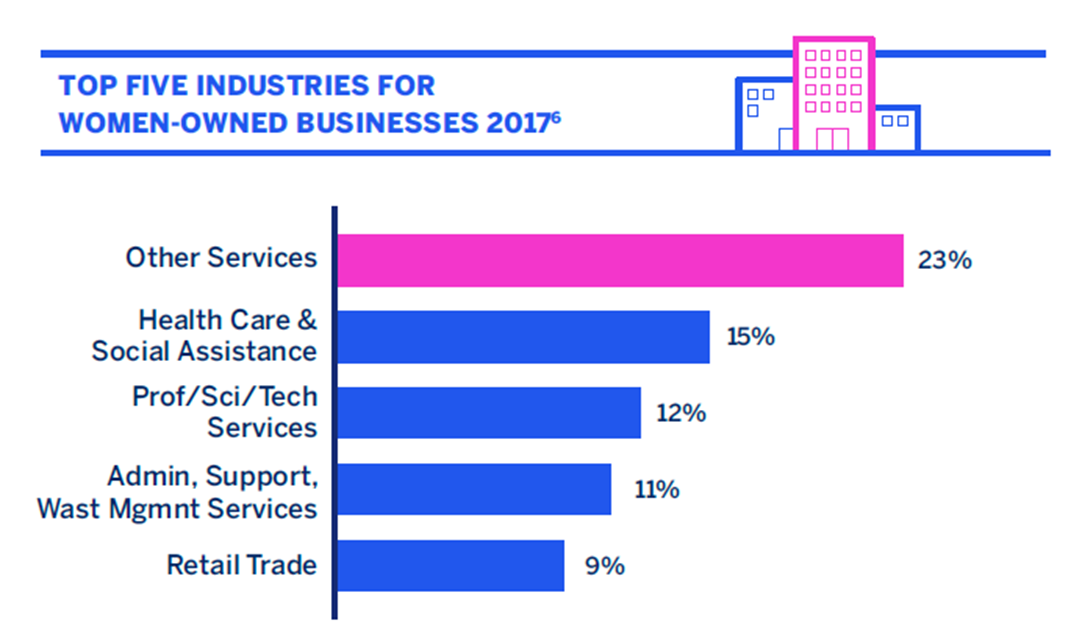 TOP FIVE INDUSTRIES FOR
WOMEN-OWNED BUSINESSES 2017⁶
Other Services
23%
Health Care &
Social Assistance
15%
Prof/Sci/Tech
Services
12%
Admin, Support,
Wast Mgmnt Services
11%
Retail Trade
9%